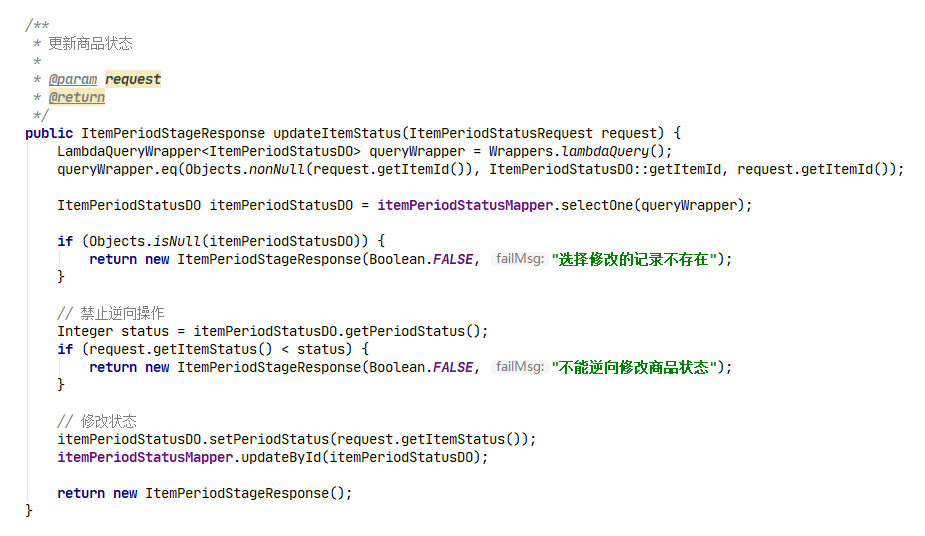 /**
 * 更新商品状态
 *
 * @param request
 * @return
 */
public ItemPeriodStageResponse updateItemStatus(ItemPeriodStatusRequest request) {
    LambdaQueryWrapper<ItemPeriodStatusDO> queryWrapper = Wrappers.lambdaQuery();
    queryWrapper.eq(Objects.nonNull(request.getItemId()), ItemPeriodStatusDO::getItemId, request.getItemId());
    ItemPeriodStatusDO itemPeriodStatusDO = itemPeriodStatusMapper.selectOne(queryWrapper);
    if (Objects.isNull(itemPeriodStatusDO)) {
        return new ItemPeriodStageResponse(Boolean.FALSE, failMsg: "选择修改的记录不存在");
    }
    // 禁止逆向操作
    Integer status = itemPeriodStatusDO.getPeriodStatus();
    if (request.getItemStatus() < status) {
        return new ItemPeriodStageResponse(Boolean.FALSE, failMsg: "不能逆向修改商品状态");
    }
    // 修改状态
    itemPeriodStatusDO.setPeriodStatus(request.getItemStatus());
    itemPeriodStatusMapper.updateById(itemPeriodStatusDO);
    return new ItemPeriodStageResponse();
}